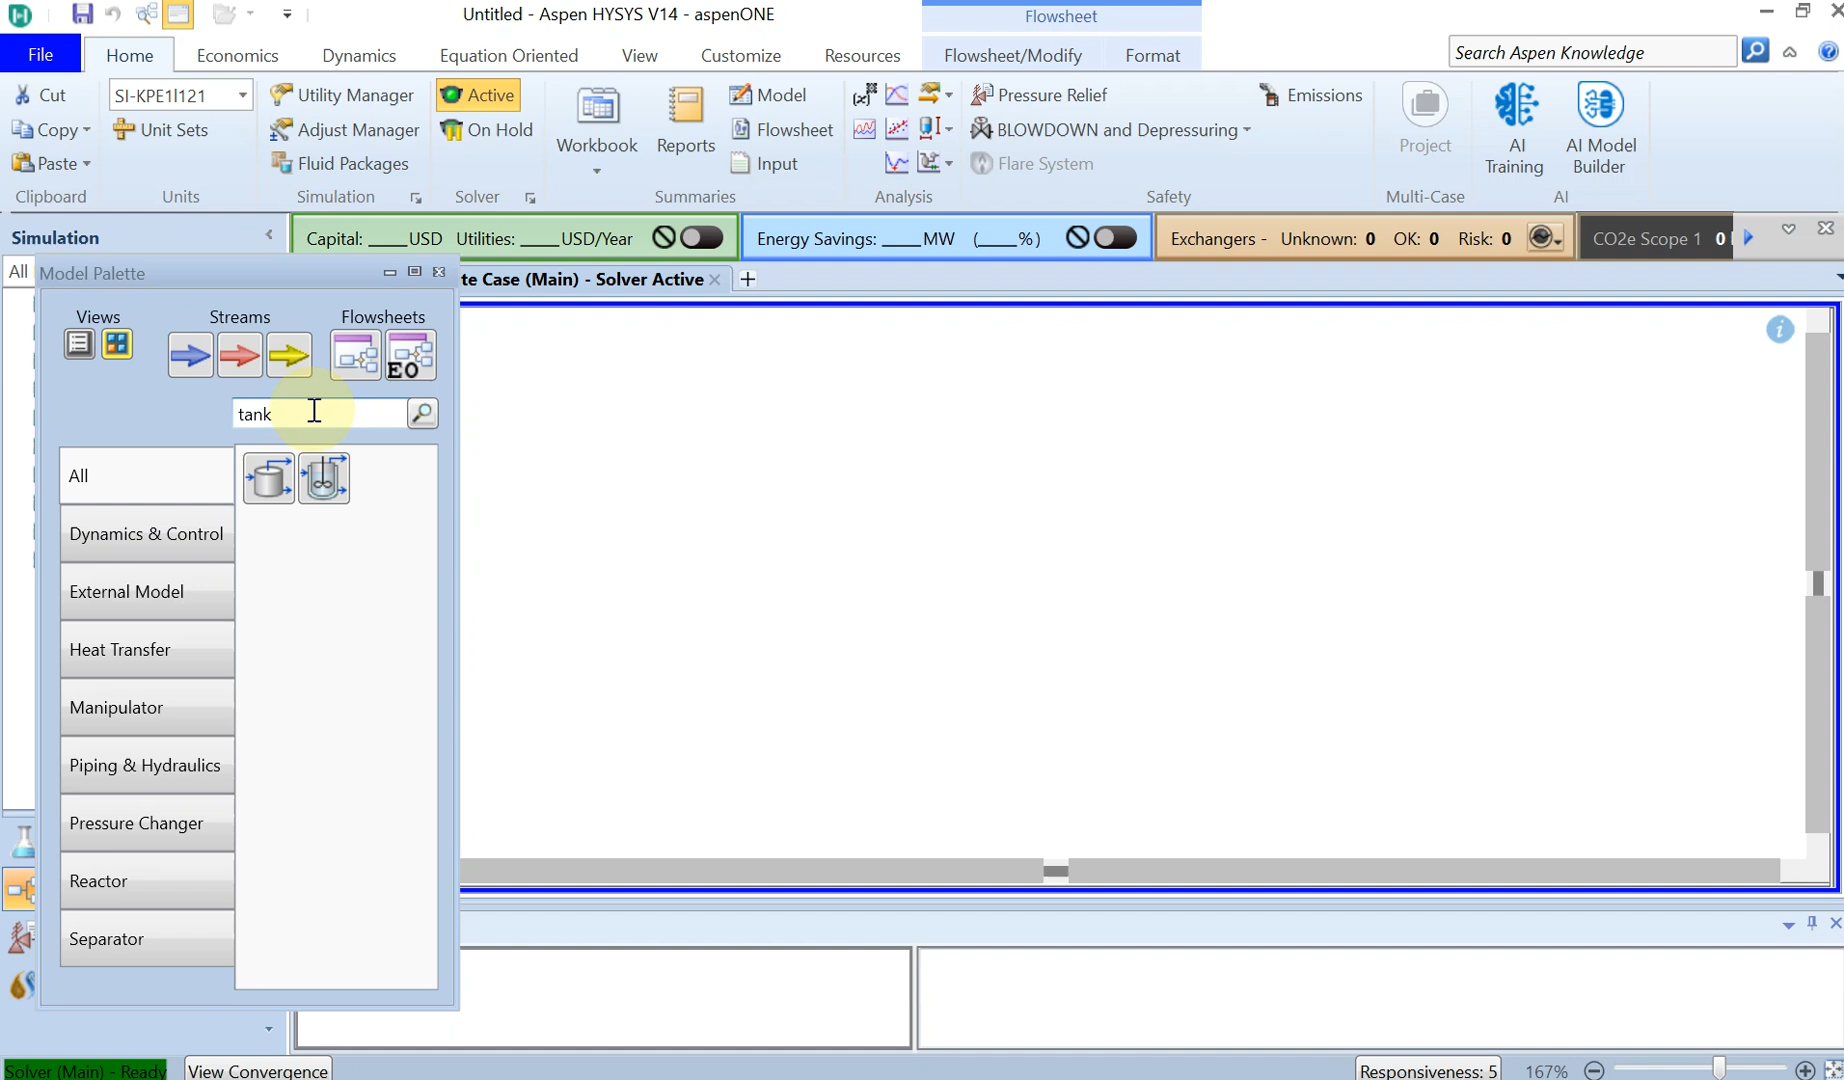 Untitled - Aspen HYSYS V14 - aspenONE
Flowsheet
File
Home
Economics
Dynamics
Equation Oriented
View
Customize
Resources
Flowsheet/Modify
Format
Search Aspen Knowledge
Cut
Copy
Paste
Clipboard
SI-KPE1l121
Unit Sets
Units
Utility Manager
Adjust Manager
Fluid Packages
Simulation
Active
On Hold
Solver
Workbook
Reports
Model
Flowsheet
Input
Summaries
Analysis
Pressure Relief
BLOWDOWN and Depressuring
Flare System
Emissions
Safety
Project
Multi-Case
AI Training
AI Model Builder
AI
Simulation
Capital: ____USD Utilities: ____USD/Year
Energy Savings: ____MW (____%)
Exchangers - Unknown: 0 OK: 0 Risk: 0
CO2e Scope 1 0
All
Model Palette
te Case (Main) - Solver Active
Views
Streams
Flowsheets
EO
tank
All
Dynamics & Control
External Model
Heat Transfer
Manipulator
Piping & Hydraulics
Pressure Changer
Reactor
Separator
Solver (Main) - Ready
View Convergence
Responsiveness: 5
167%